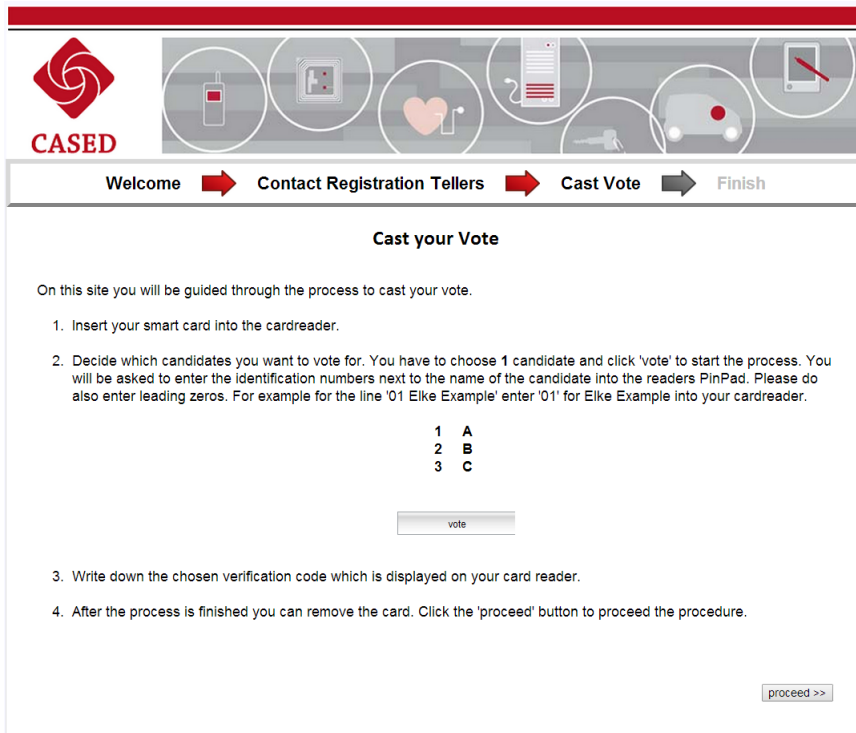 CASED
Welcome Contact Registration Tellers Cast Vote Finish
Cast your Vote
On this site you will be guided through the process to cast your vote.
1. Insert your smart card into the cardreader.
2. Decide which candidates you want to vote for. You have to choose 1 candidate and click 'vote' to start the process. You
will be asked to enter the identification numbers next to the name of the candidate into the readers PinPad. Please do
also enter leading zeros. For example for the line '01 Elke Example' enter '01' for Elke Example into your cardreader.
1 A
2 B
3 C
vote
3. Write down the chosen verification code which is displayed on your card reader.
4. After the process is finished you can remove the card. Click the 'proceed' button to proceed the procedure.
proceed >>